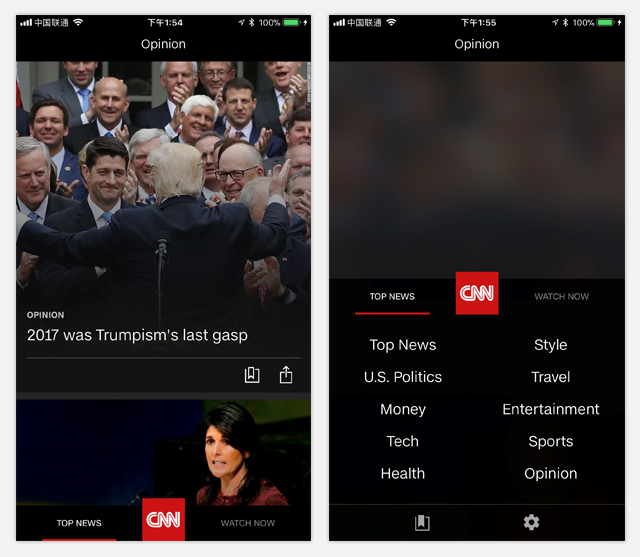 中国联通
下午1:54
100%
Opinion
OPINION
2017 was Trumpism's last gasp
TOP NEWS
CNN
WATCH NOW
中国联通
下午1:55
100%
Opinion
TOP NEWS
CNN
WATCH NOW
Top News
Style
U.S. Politics
Travel
Money
Entertainment
Tech
Sports
Health
Opinion